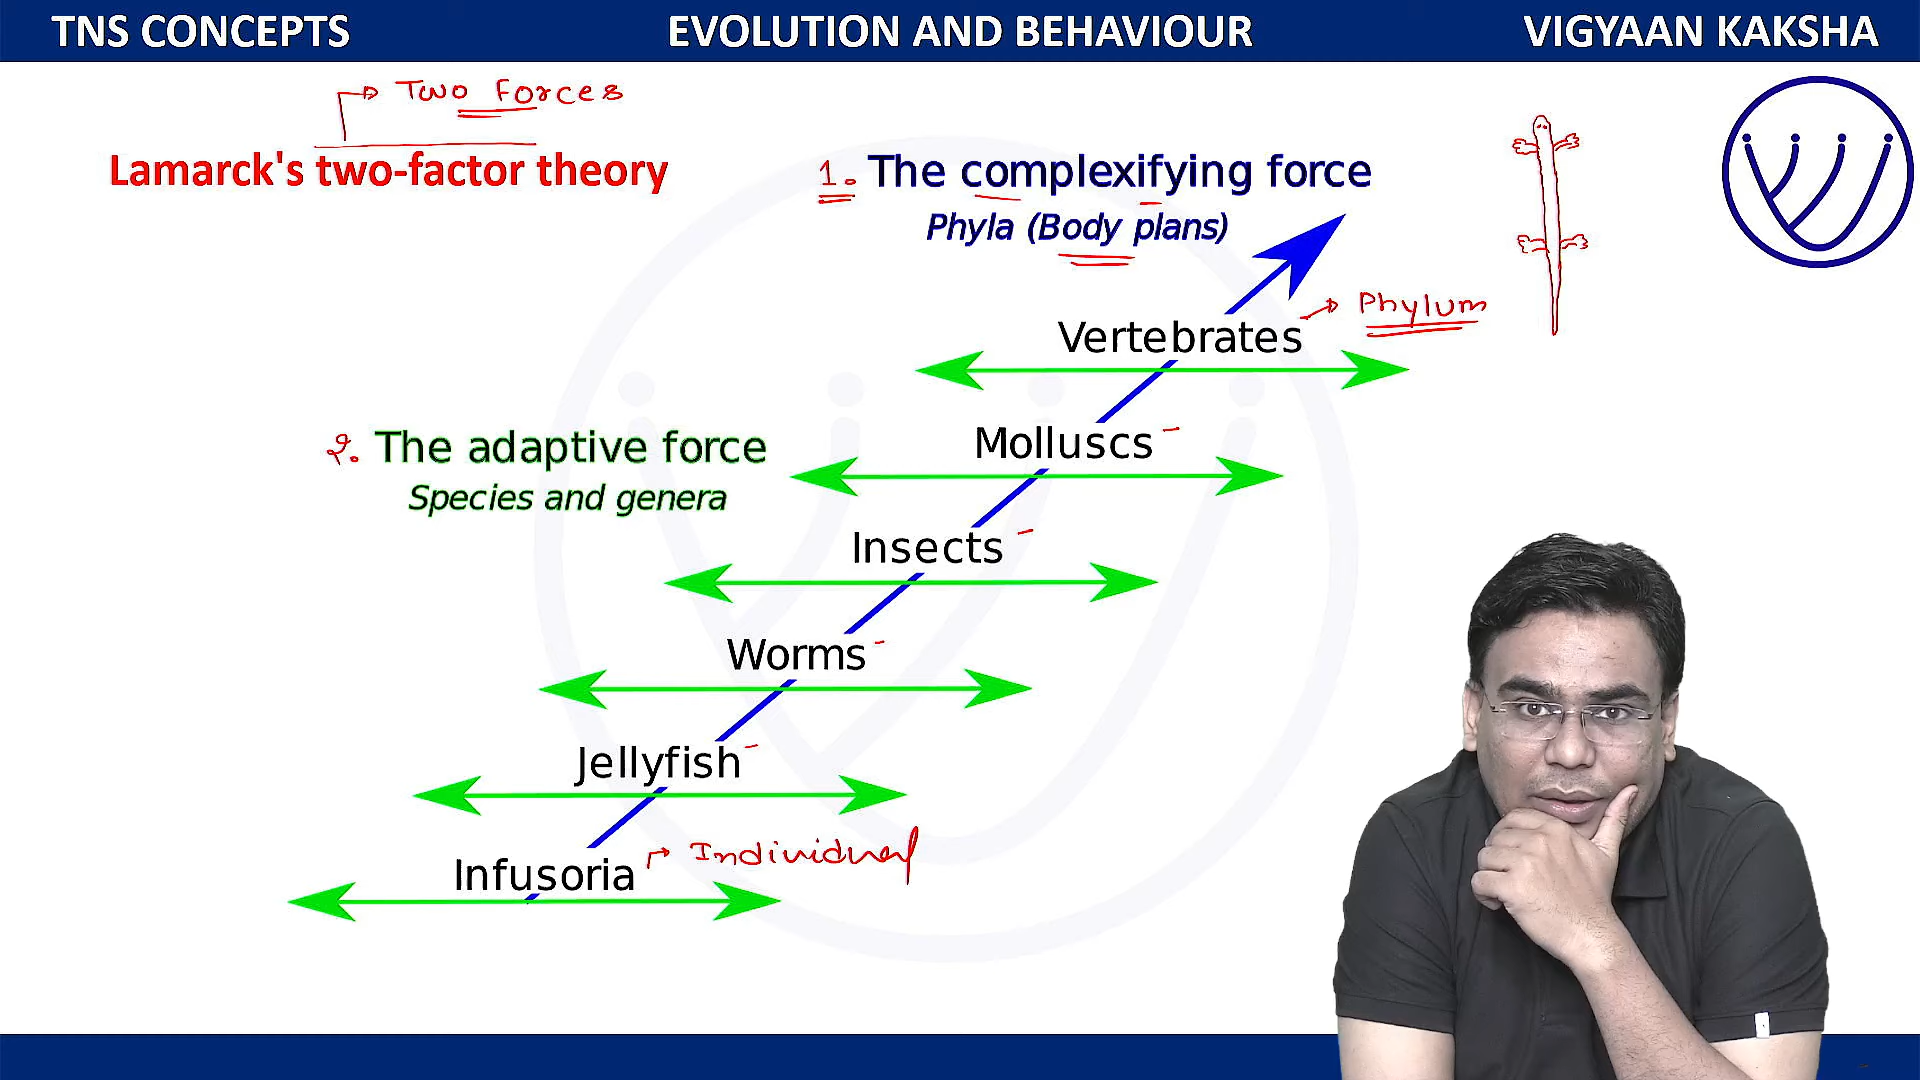 TNS CONCEPTS
EVOLUTION AND BEHAVIOUR
VIGYAAN KAKSHA
Two Forces
Lamarck's two-factor theory
1. The complexifying force
Phyla (Body plans)
Vertebrates
Phylum
Molluscs
2. The adaptive force
Species and genera
Insects
Worms
Jellyfish
Infusoria
Individual